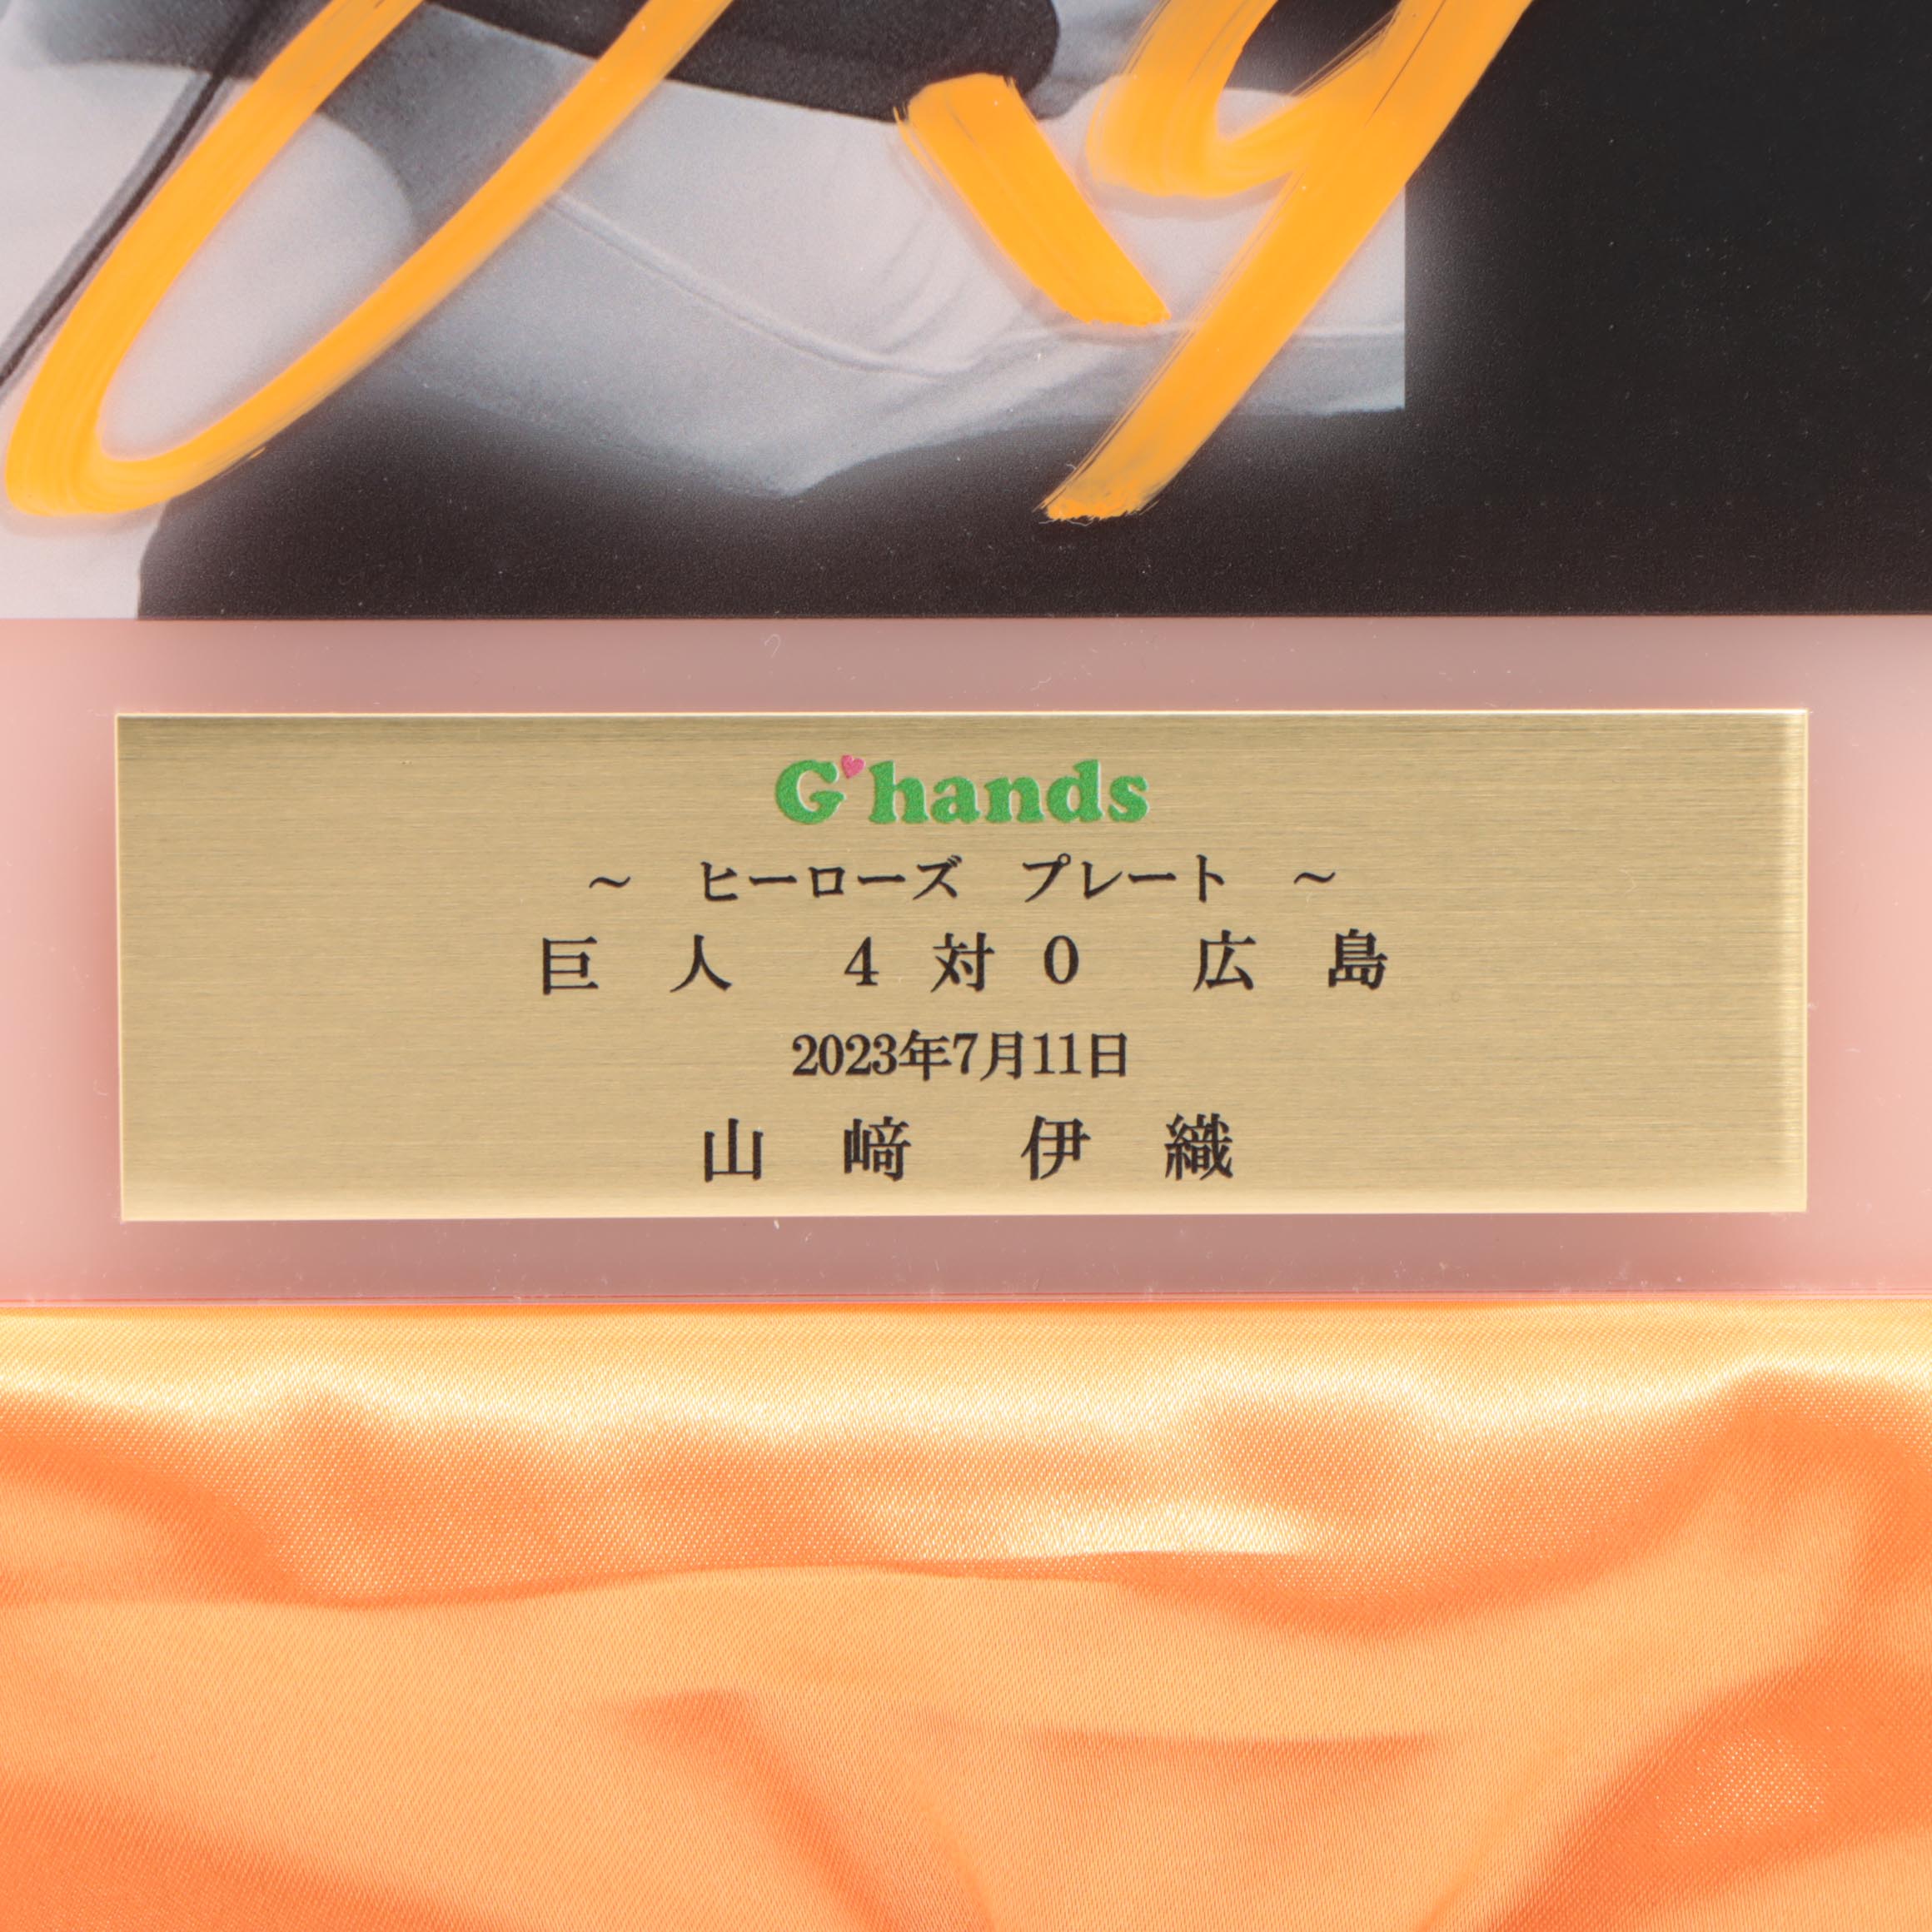 G hands
～ ヒーローズ プレート ～
巨人 4 対 0 広島
2023年7月11日
山﨑 伊織